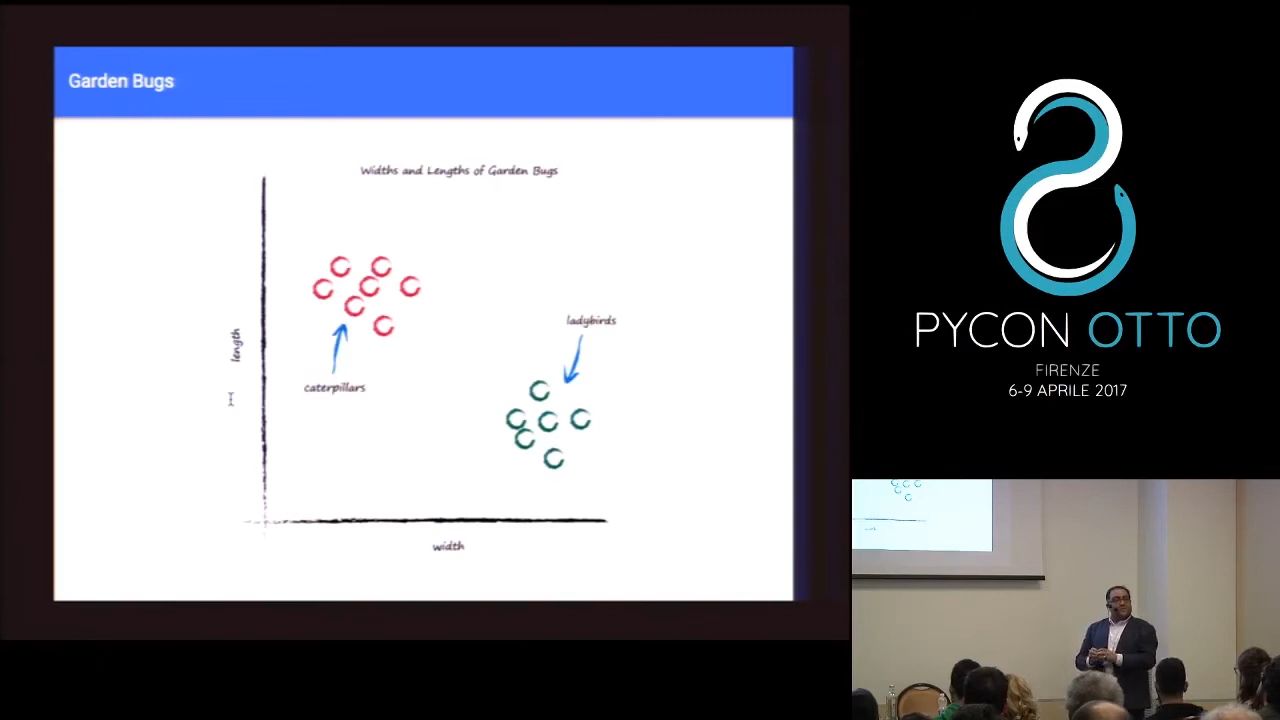 Garden Bugs
Widths and Lengths of Garden Bugs
ladybirds
length
caterpillars
width
PYCON OTTO
FIRENZE
6-9 APRILE 2017